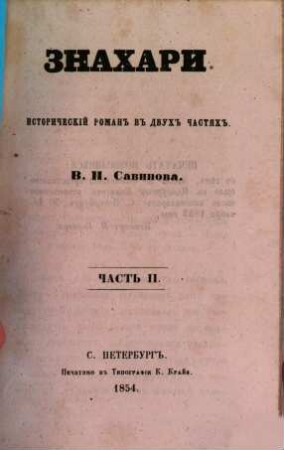 ЗНАХАРИ.
ИСТОРИЧЕСКІЙ РОМАНЪ ВЪ ДВУХЪ ЧАСТЯХЪ.
В. И. Савинова.
ЧАСТЬ II.
С. ПЕТЕРБУРГЪ.
Печатано въ Типографіи К. Крайя.
1854.